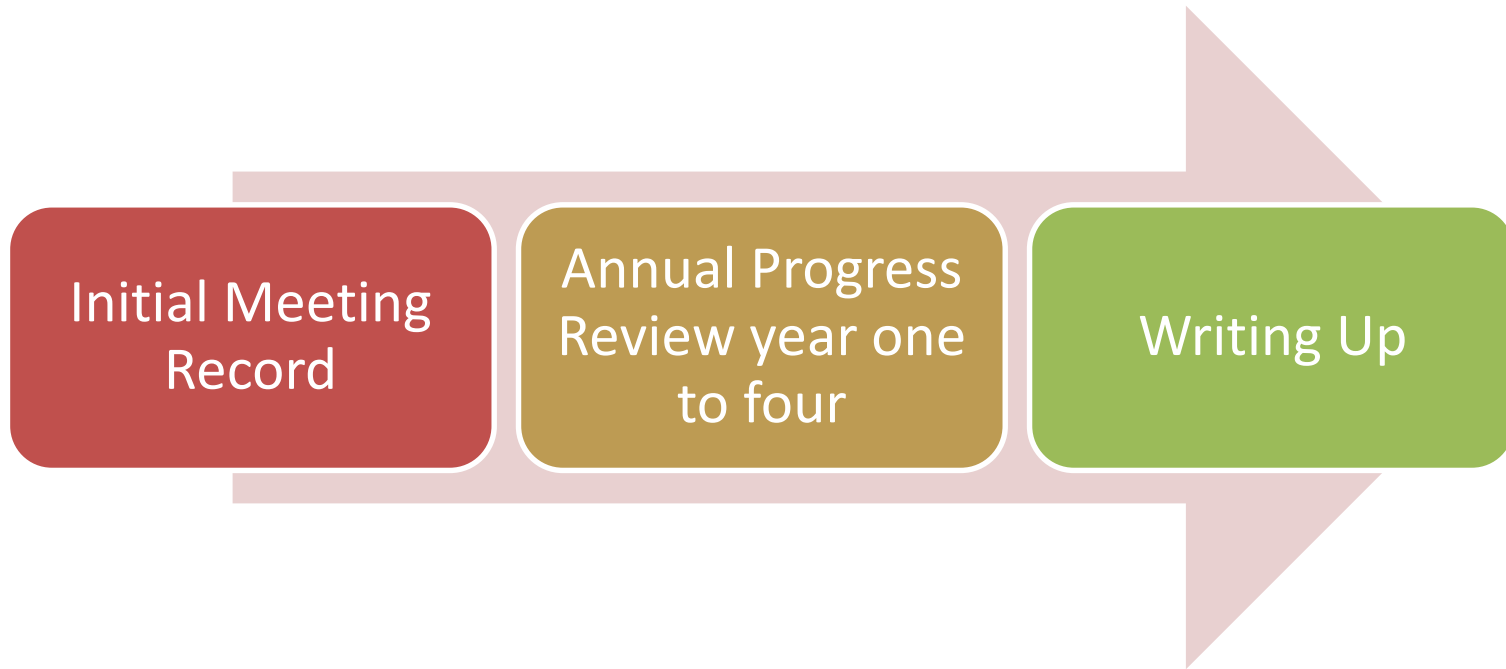 Initial Meeting
Record
Annual Progress
Review year one
to four
Writing Up